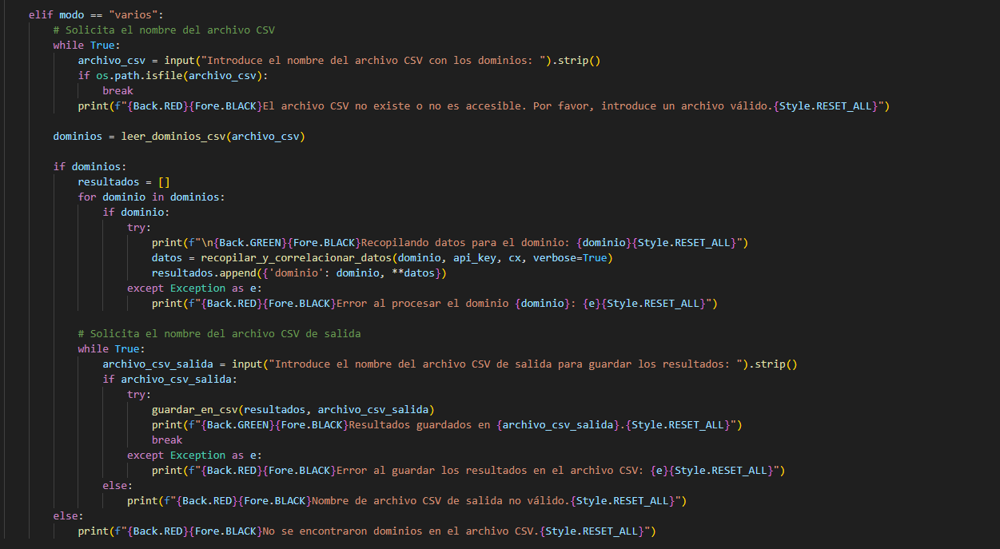 elif modo == "varios":
# Solicita el nombre del archivo CSV
while True:
archivo_csv = input("Introduce el nombre del archivo CSV con los dominios: ").strip()
if os.path.isfile(archivo_csv):
break
print(f"{Back.RED}{Fore.BLACK}El archivo CSV no existe o no es accesible. Por favor, introduce un archivo válido.{Style.RESET_ALL}")
dominios = leer_dominios_csv(archivo_csv)
if dominios:
resultados = []
for dominio in dominios:
if dominio:
try:
print(f"\n{Back.GREEN}{Fore.BLACK}Recopilando datos para el dominio: {dominio}{Style.RESET_ALL}")
datos = recopilar_y_correlacionar_datos(dominio, api_key, cx, verbose=True)
resultados.append({'dominio': dominio, **datos})
except Exception as e:
print(f"{Back.RED}{Fore.BLACK}Error al procesar el dominio {dominio}: {e}{Style.RESET_ALL}")
# Solicita el nombre del archivo CSV de salida
while True:
archivo_csv_salida = input("Introduce el nombre del archivo CSV de salida para guardar los resultados: ").strip()
if archivo_csv_salida:
try:
guardar_en_csv(resultados, archivo_csv_salida)
print(f"{Back.GREEN}{Fore.BLACK}Resultados guardados en {archivo_csv_salida}.{Style.RESET_ALL}")
break
except Exception as e:
print(f"{Back.RED}{Fore.BLACK}Error al guardar los resultados en el archivo CSV: {e}{Style.RESET_ALL}")
else:
print(f"{Back.RED}{Fore.BLACK}Nombre de archivo CSV de salida no válido.{Style.RESET_ALL}")
else:
print(f"{Back.RED}{Fore.BLACK}No se encontraron dominios en el archivo CSV.{Style.RESET_ALL}")